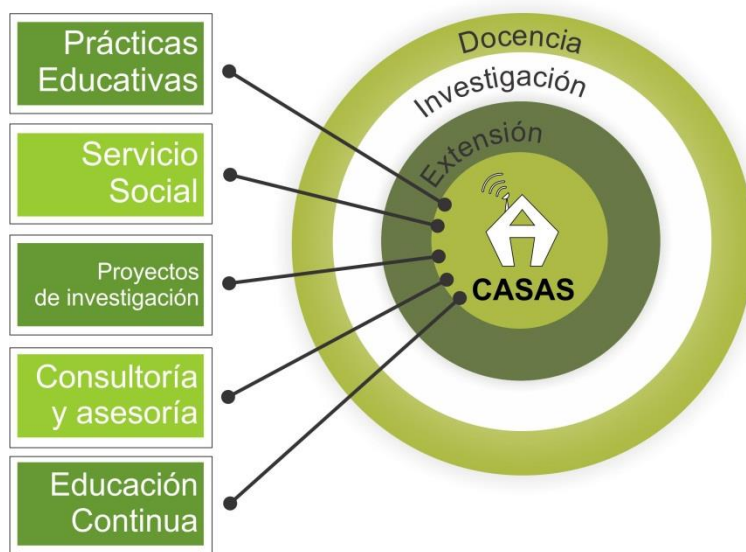 Prácticas
Educativas
Servicio
Social
Proyectos
de investigación
Consultoría
y asesoría
Educación
Continua
Docencia
Investigación
Extensión
CASAS